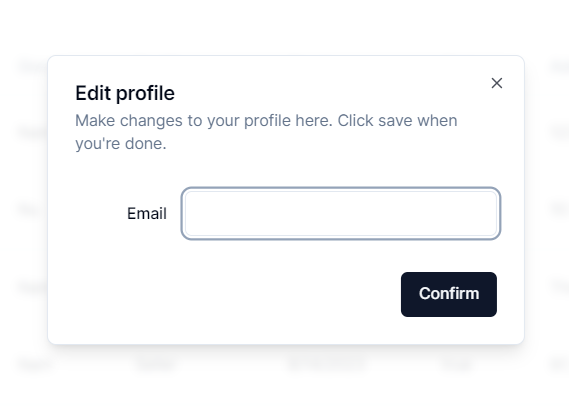 Edit profile
Make changes to your profile here. Click save when
you're done.
Email
Confirm